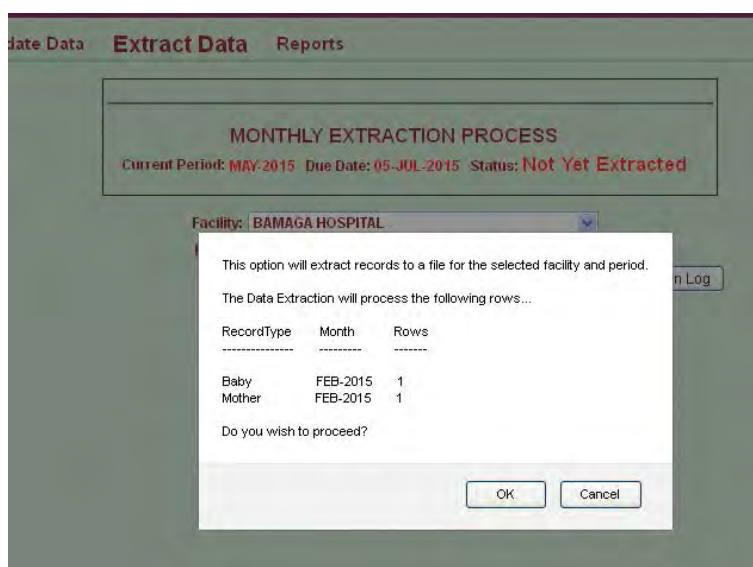 date Data Extract Data Reports
MONTHLY EXTRACTION PROCESS
Current Period: MAY-2015 Due Date: 05-JUL-2015 Status: Not Yet Extracted
Facility: BAMAGA HOSPITAL
This option will extract records to a file for the selected facility and period.
n Log
The Data Extraction will process the following rows...
RecordType Month Rows
--------------- --------- -------
Baby FEB-2015 1
Mother FEB-2015 1
Do you wish to proceed?
OK Cancel